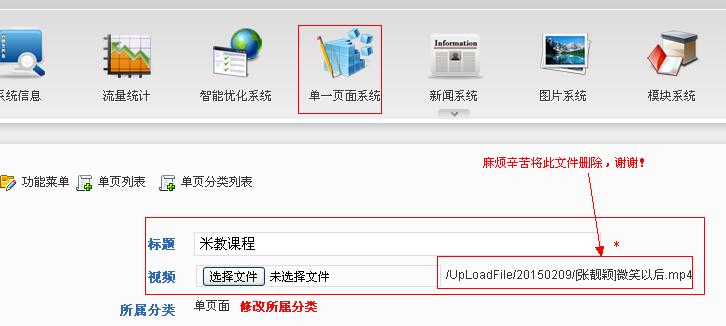 系统信息 流量统计 智能优化系统 单一页面系统 Information 新闻系统 图片系统 模块系统
麻烦辛苦将此文件删除，谢谢！
功能菜单 单页列表 单页分类列表
标题 米教课程 *
视频 选择文件 未选择文件 /UpLoadFile/20150209/[张靓颖]微笑以后.mp4
所属分类 单页面 修改所属分类